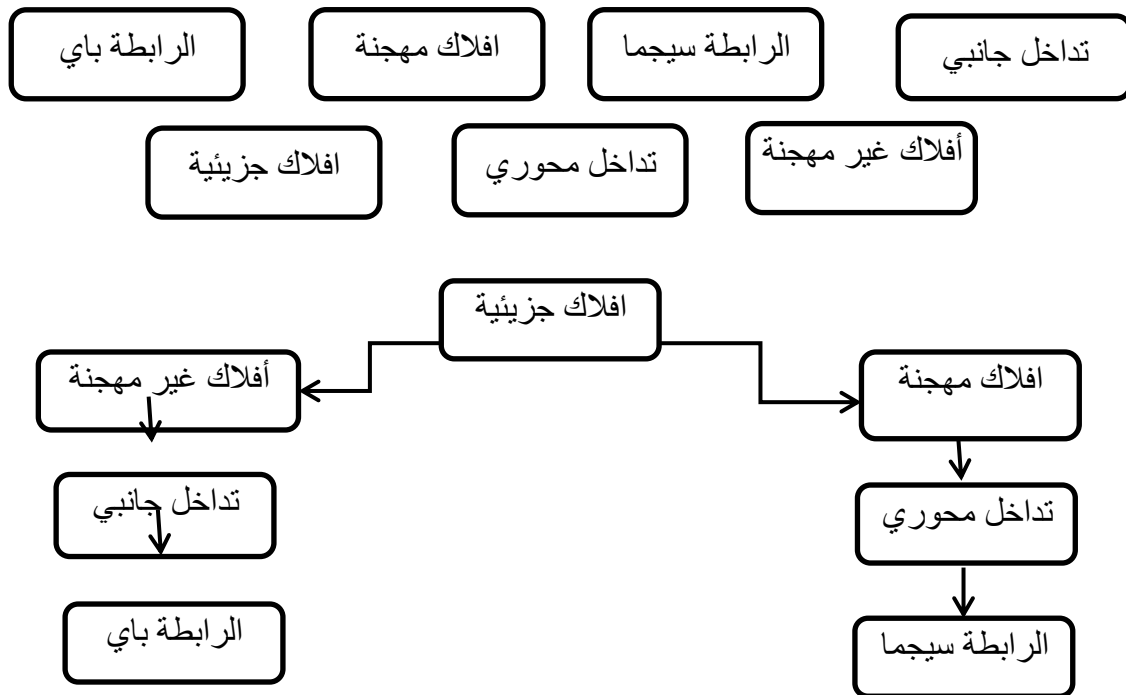 تداخل جانبي
الرابطة سيجما
افلاك مهجنة
الرابطة باي
أفلاك غير مهجنة
تداخل محوري
افلاك جزيئية
افلاك جزيئية
افلاك مهجنة
أفلاك غير مهجنة
تداخل محوري
تداخل جانبي
الرابطة سيجما
الرابطة باي